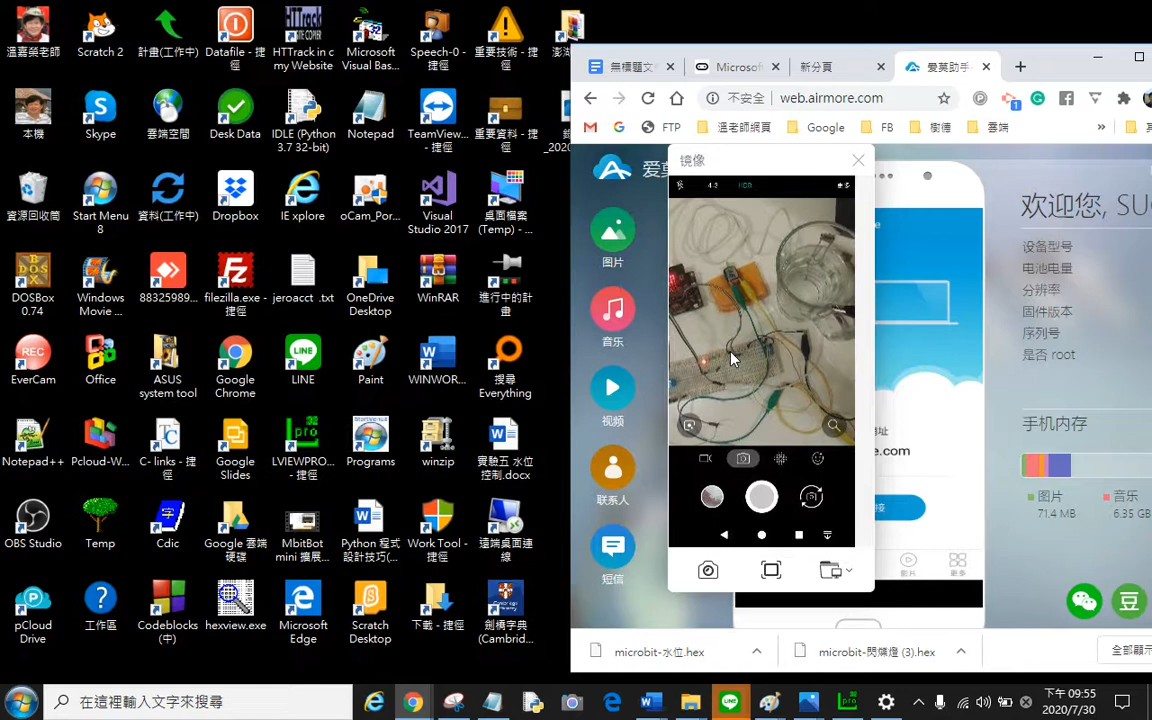 溫嘉榮老師
Scratch 2
計畫(工作中)
Datafile - 捷
徑
HTTrack in c
my Website
Microsoft
Visual Bas...
Speech-0 -
捷徑
重要技術 - 捷
徑
本機
Skype
雲端空間
Desk Data
IDLE (Python
3.7 32-bit)
Notepad
TeamView...
- 捷徑
重要資料 - 捷
徑
資源回收筒
Start Menu
8
資料(工作中)
Dropbox
IE xplore
oCam_Por...
Visual
Studio 2017
桌面檔案
(Temp) - ...
DOSBox
0.74
Windows
Movie ...
88325989...
filezilla.exe -
捷徑
jeroacct .txt
OneDrive
Desktop
WinRAR
進行中的計
畫
EverCam
Office
ASUS
system tool
Google
Chrome
LINE
Paint
WINWOR...
搜尋
Everything
Notepad++
Pcloud-W...
C- links - 捷
徑
Google
Slides
LVIEWPRO...
- 捷徑
Programs
winzip
實驗五 水位
控制.docx
OBS Studio
Temp
Cdic
Google 雲端
硬碟
MbitBot
mini 擴展...
Python 程式
設計技巧(...
Work Tool -
捷徑
遠端桌面連
線
pCloud
Drive
工作區
Codeblocks
(中)
hexview.exe
Microsoft
Edge
Scratch
Desktop
下載 - 捷徑
劍橋字典
(Cambrid...
無標題文
Microsof
新分頁
愛莫助手
不安全
web.airmore.com
FTP
溫老師網頁
Google
FB
樹德
雲端
»
爱莫
镜像
4:3
HDR
图片
音乐
视频
联系人
短信
欢迎您, SU
设备型号
电池电量
分辨率
固件版本
序列号
是否 root
手机内存
图片
71.4 MB
音乐
6.35 GB
e.com
影片
更多
豆
microbit-水位.hex
microbit-閃爍燈 (3).hex
全部顯示
在這裡輸入文字來搜尋
下午 09:55
2020/7/30